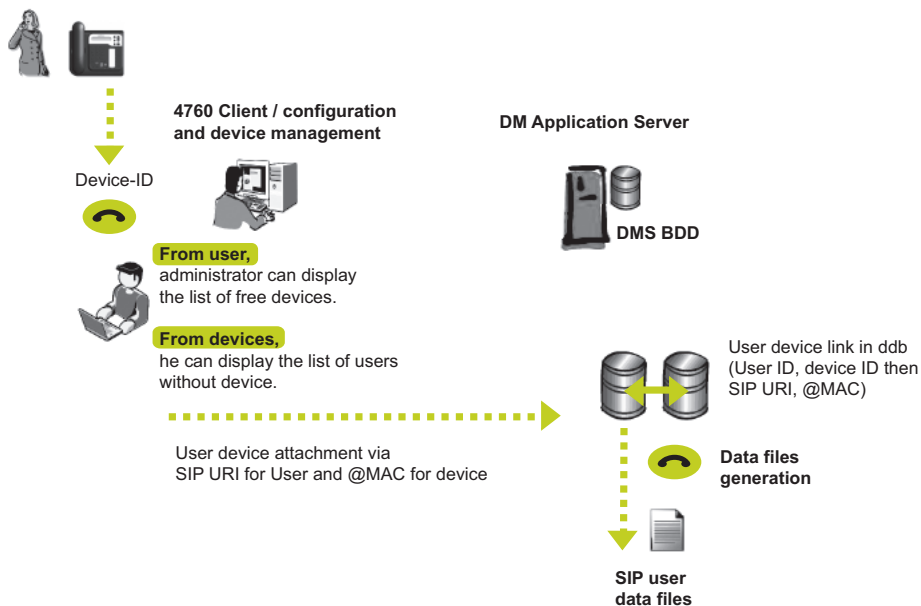 4760 Client / configuration
and device management
DM Application Server
Device-ID
DMS BDD
From user,
administrator can display
the list of free devices.
From devices,
he can display the list of users
without device.
User device link in ddb
(User ID, device ID then
SIP URI, @MAC)
User device attachment via
SIP URI for User and @MAC for device
Data files
generation
SIP user
data files